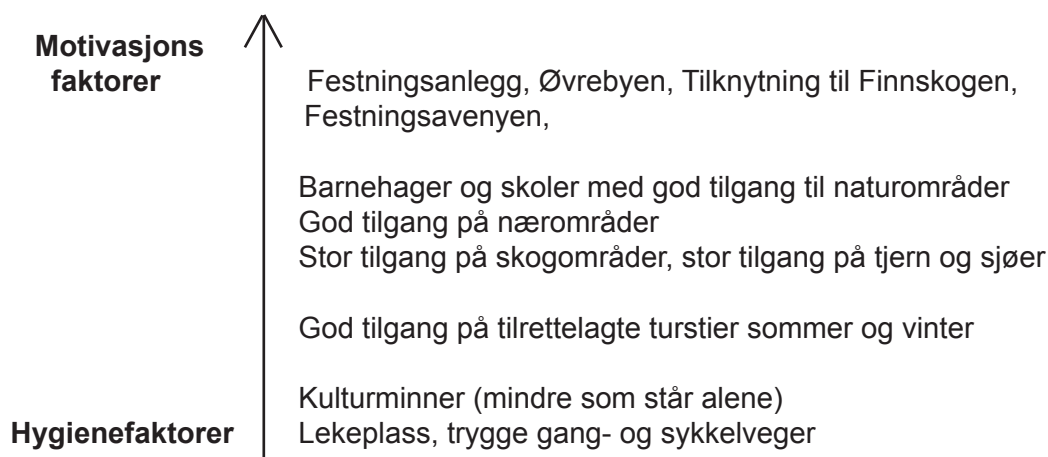 Motivasjons
faktorer
Festningsanlegg, Øvrebyen, Tilknytning til Finnskogen,
Festningsavenyen,
Barnehager og skoler med god tilgang til naturområder
God tilgang på nærområder
Stor tilgang på skogområder, stor tilgang på tjern og sjøer
God tilgang på tilrettelagte turstier sommer og vinter
Kulturminner (mindre som står alene)
Hygienefaktorer
Lekeplass, trygge gang- og sykkelveger